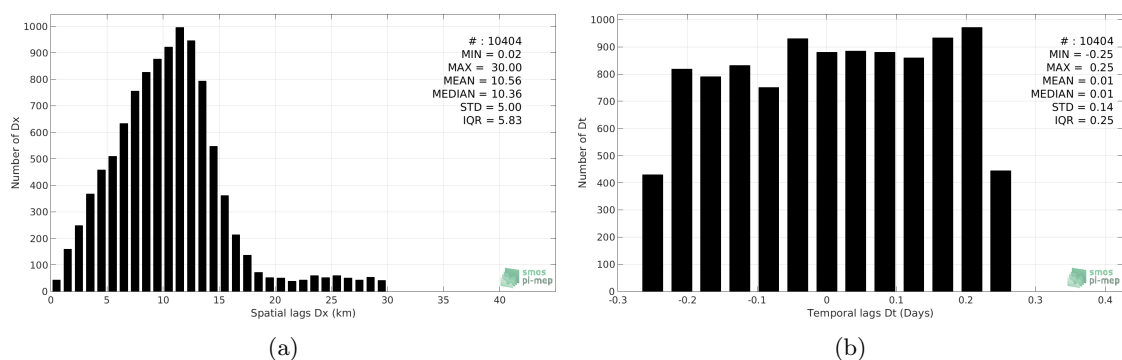 1000
900
800
700
600
500
400
300
200
100
0
Number of Dx
0 5 10 15 20 25 30 35 40
Spatial lags Dx (km)
# : 10404
MIN = 0.02
MAX = 30.00
MEAN = 10.56
MEDIAN = 10.36
STD = 5.00
IQR = 5.83
smos
pi-mep
(a)
1000
900
800
700
600
500
400
300
200
100
0
Number of Dt
-0.3 -0.2 -0.1 0 0.1 0.2 0.3 0.4
Temporal lags Dt (Days)
# : 10404
MIN = -0.25
MAX = 0.25
MEAN = 0.01
MEDIAN = 0.01
STD = 0.14
IQR = 0.25
smos
pi-mep
(b)